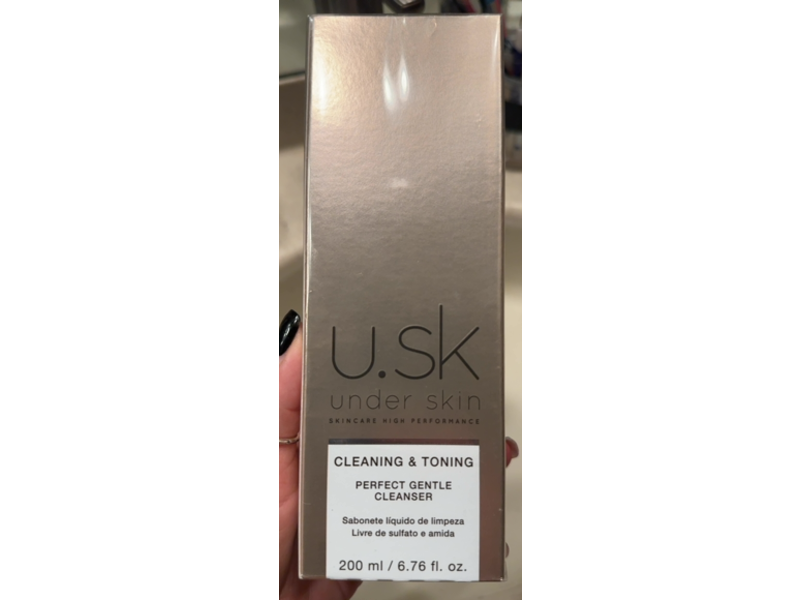 u.sk
under skin
SKINCARE HIGH PERFORMANCE
CLEANING & TONING
PERFECT GENTLE
CLEANSER
Sabonete líquido de limpeza
Livre de sulfato e amida
200 ml / 6.76 fl. oz.